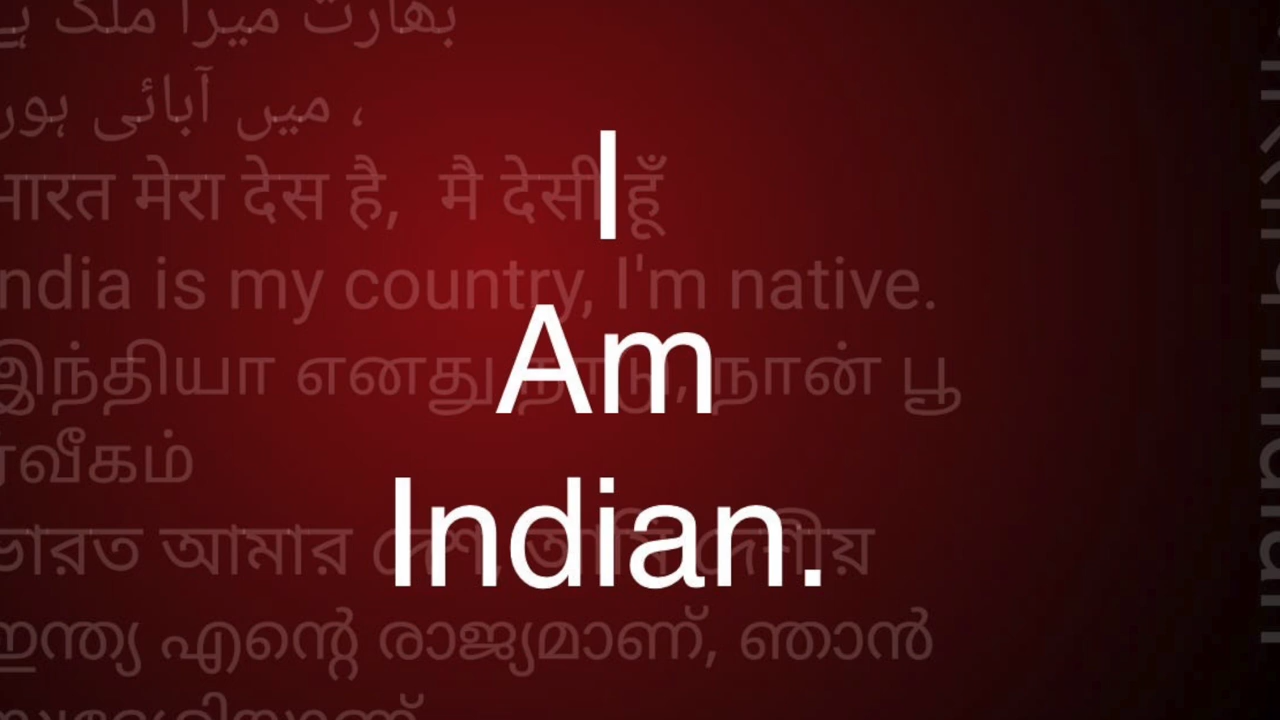 بھارت میرا ملک ہے
، میں آبائی ہوں
भारत मेरा देस है, मै देसी हूँ
India is my country, I'm native.
இந்தியா எனது நாடு, நான் பூ
ர்வீகம்
ভারত আমার দেশ, আমি দেশীয়
ഇന്ത്യ എന്റെ രാജ്യമാണ്, ഞാൻ
I
Am
Indian.